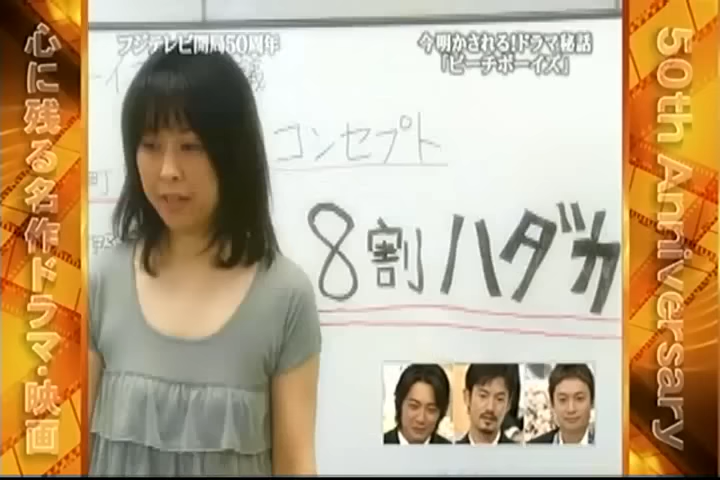 心に残る名作ドラマ・映画
フジテレビ開局50周年
今明かされる!ドラマ秘話
「ビーチボーイズ」
コンセプト
8割ハダカ
50th Anniversary